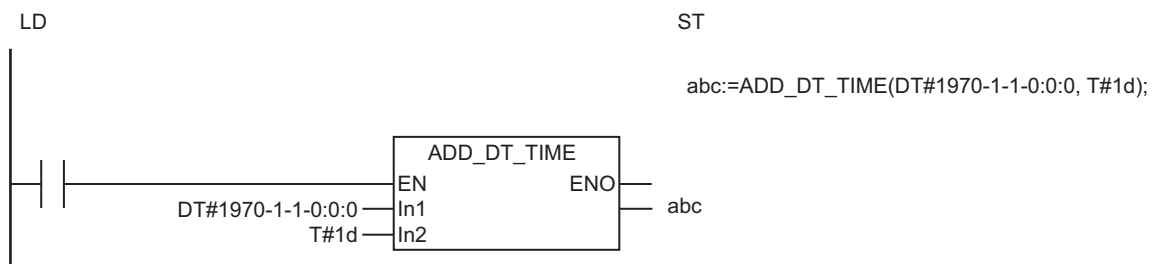 LD
ST
abc:=ADD_DT_TIME(DT#1970-1-1-0:0:0, T#1d);
ADD_DT_TIME
EN ENO
DT#1970-1-1-0:0:0 In1 abc
T#1d In2